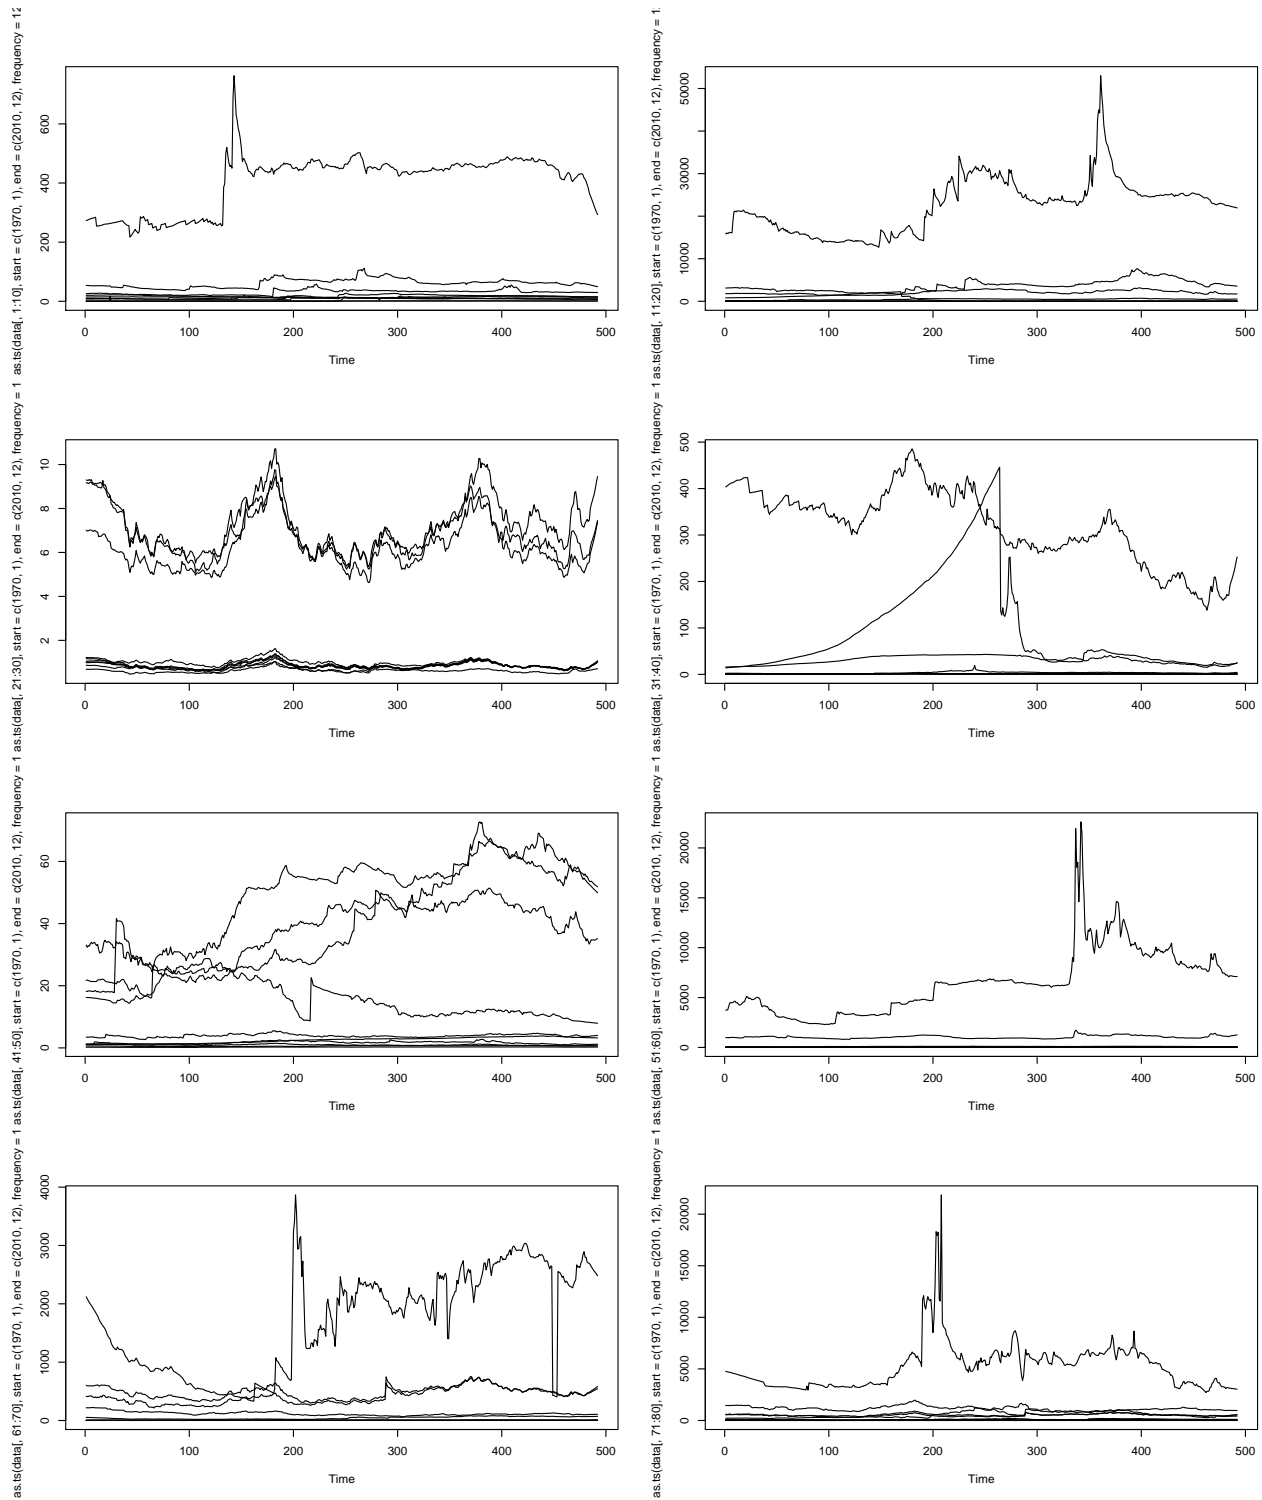 as.ts(data[, 1:10], start = c(1970, 1), end = c(2010, 12), frequency = 12
600
400
200
0
0 100 200 300 400 500
Time
as.ts(data[, 11:20], start = c(1970, 1), end = c(2010, 12), frequency = 1
50000
30000
10000
0
0 100 200 300 400 500
Time
as.ts(data[, 21:30], start = c(1970, 1), end = c(2010, 12), frequency = 1
10
8
6
4
2
0 100 200 300 400 500
Time
as.ts(data[, 31:40], start = c(1970, 1), end = c(2010, 12), frequency = 1
500
400
300
200
100
0
0 100 200 300 400 500
Time
as.ts(data[, 41:50], start = c(1970, 1), end = c(2010, 12), frequency = 1
60
40
20
0
0 100 200 300 400 500
Time
as.ts(data[, 51:60], start = c(1970, 1), end = c(2010, 12), frequency = 1
20000
15000
10000
5000
0
0 100 200 300 400 500
Time
as.ts(data[, 61:70], start = c(1970, 1), end = c(2010, 12), frequency = 1
4000
3000
2000
1000
0
0 100 200 300 400 500
Time
as.ts(data[, 71:80], start = c(1970, 1), end = c(2010, 12), frequency = 1
20000
15000
10000
5000
0
0 100 200 300 400 500
Time